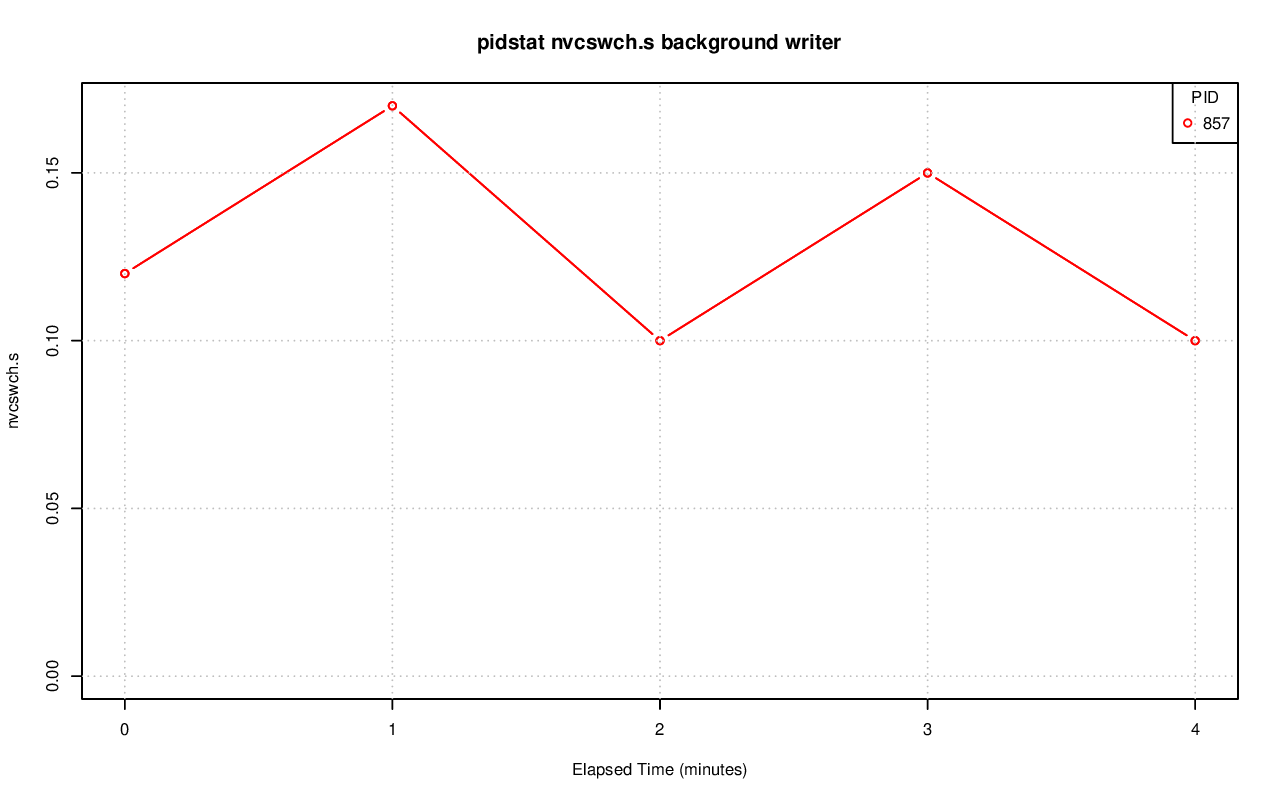 pidstat nvcswch.s background writer
PID
857
0.15
0.10
0.05
0.00
nvcswch.s
0 1 2 3 4
Elapsed Time (minutes)